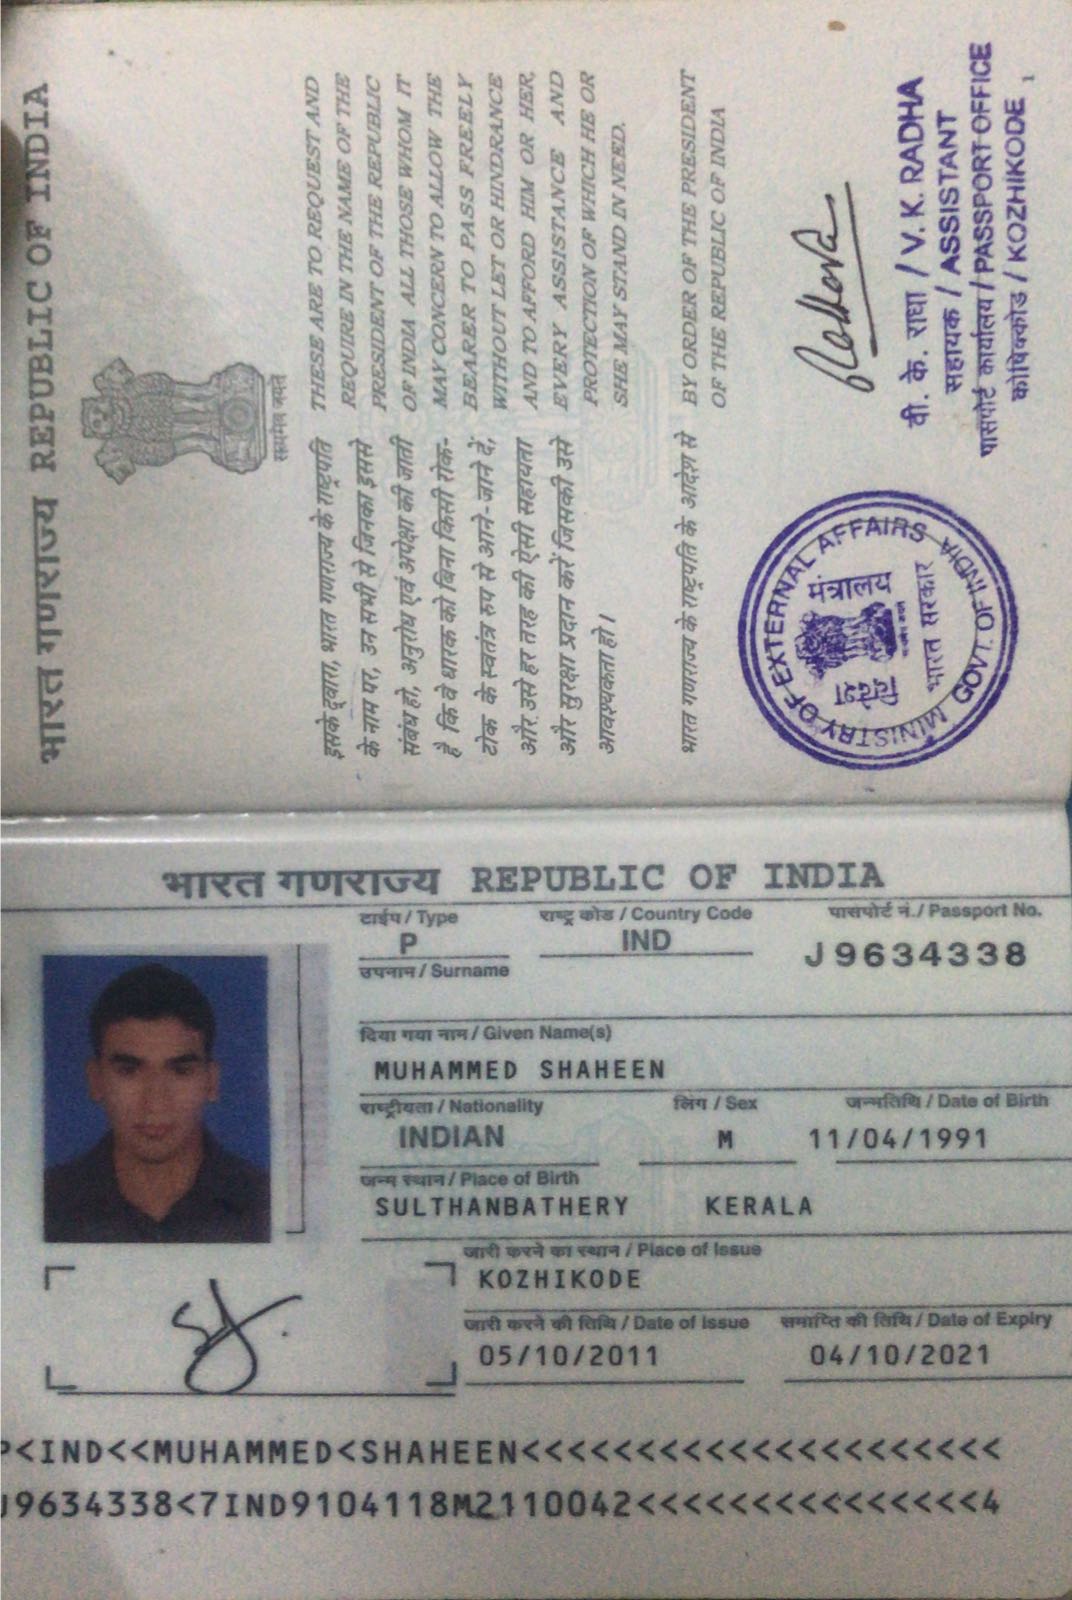 भारत गणराज्य REPUBLIC OF INDIA
सत्यमेव जयते
इसके द्वारा, भारत गणराज्य के राष्ट्रपति
के नाम पर, उन सभी से जिनका इससे
संबंध हो, अनुरोध एवं अपेक्षा की जाती
है कि वे धारक को बिना किसी रोक-
टोक के स्वतंत्र रुप से आने-जाने दें,
और उसे हर तरह की ऐसी सहायता
और सुरक्षा प्रदान करें जिसकी उसे
आवश्यकता हो।
भारत गणराज्य के राष्ट्रपति के आदेश से
THESE ARE TO REQUEST AND
REQUIRE IN THE NAME OF THE
PRESIDENT OF THE REPUBLIC
OF INDIA ALL THOSE WHOM IT
MAY CONCERN TO ALLOW THE
BEARER TO PASS FREELY
WITHOUT LET OR HINDRANCE
AND TO AFFORD HIM OR HER,
EVERY ASSISTANCE AND
PROTECTION OF WHICH HE OR
SHE MAY STAND IN NEED.
BY ORDER OF THE PRESIDENT
OF THE REPUBLIC OF INDIA
MINISTRY OF EXTERNAL AFFAIRS
GOVT. OF INDIA
विदेश मंत्रालय
भारत सरकार
वी. के. राधा / V. K. RADHA
सहायक / ASSISTANT
पासपोर्ट कार्यालय / PASSPORT OFFICE
कोषिक्कोड / KOZHIKODE
1
भारत गणराज्य REPUBLIC OF INDIA
टाईप / Type राष्ट्र कोड / Country Code पासपोर्ट नं. / Passport No.
P IND J9634338
उपनाम / Surname
दिया गया नाम / Given Name(s)
MUHAMMED SHAHEEN
राष्ट्रीयता / Nationality लिंग / Sex जन्मतिथि / Date of Birth
INDIAN M 11/04/1991
जन्म स्थान / Place of Birth
SULTHANBATHERY KERALA
जारी करने का स्थान / Place of Issue
KOZHIKODE
जारी करने की तिथि / Date of Issue समाप्ति की तिथि / Date of Expiry
05/10/2011 04/10/2021
P<IND<<MUHAMMED<SHAHEEN<<<<<<<<<<<<<<<<<<<<<
J9634338<7IND9104118M2110042<<<<<<<<<<<<<<<4